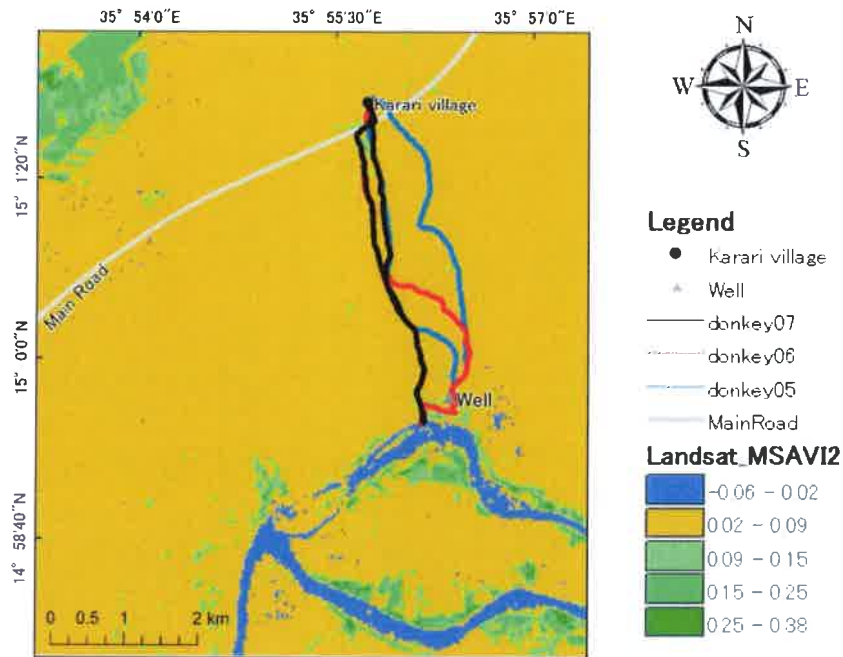 35° 54'0"E 35° 55'30"E 35° 57'0"E
N
W E
S
Karari village
15° 1'20"N
Main Road
15° 0'0"N
Well
14° 58'40"N
0 0.5 1 2 km
Legend
Karari village
Well
donkey07
donkey06
donkey05
MainRoad
Landsat_MSAVI2
-0.06 - 0.02
0.02 - 0.09
0.09 - 0.15
0.15 - 0.25
0.25 - 0.38